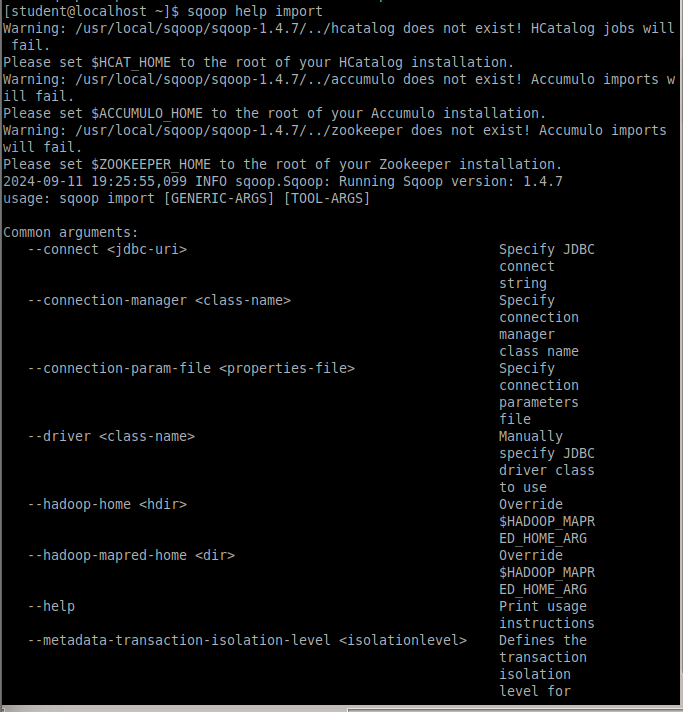 [student@localhost ~]$ sqoop help import
Warning: /usr/local/sqoop/sqoop-1.4.7/../hcatalog does not exist! HCatalog jobs will
 fail.
Please set $HCAT_HOME to the root of your HCatalog installation.
Warning: /usr/local/sqoop/sqoop-1.4.7/../accumulo does not exist! Accumulo imports w
ill fail.
Please set $ACCUMULO_HOME to the root of your Accumulo installation.
Warning: /usr/local/sqoop/sqoop-1.4.7/../zookeeper does not exist! Accumulo imports 
will fail.
Please set $ZOOKEEPER_HOME to the root of your Zookeeper installation.
2024-09-11 19:25:55,099 INFO sqoop.Sqoop: Running Sqoop version: 1.4.7
usage: sqoop import [GENERIC-ARGS] [TOOL-ARGS]

Common arguments:
   --connect <jdbc-uri>                                       Specify JDBC
                                                              connect
                                                              string
   --connection-manager <class-name>                          Specify
                                                              connection
                                                              manager
                                                              class name
   --connection-param-file <properties-file>                  Specify
                                                              connection
                                                              parameters
                                                              file
   --driver <class-name>                                      Manually
                                                              specify JDBC
                                                              driver class
                                                              to use
   --hadoop-home <hdir>                                       Override
                                                              $HADOOP_MAPR
                                                              ED_HOME_ARG
   --hadoop-mapred-home <dir>                                 Override
                                                              $HADOOP_MAPR
                                                              ED_HOME_ARG
   --help                                                     Print usage
                                                              instructions
   --metadata-transaction-isolation-level <isolationlevel>    Defines the
                                                              transaction
                                                              isolation
                                                              level for